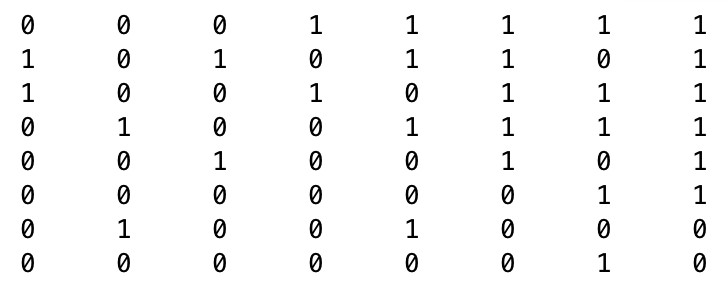 0 0 0 1 1 1 1 1
1 0 1 0 1 1 0 1
1 0 0 1 0 1 1 1
0 1 0 0 1 1 1 1
0 0 1 0 0 1 0 1
0 0 0 0 0 0 1 1
0 1 0 0 1 0 0 0
0 0 0 0 0 0 1 0